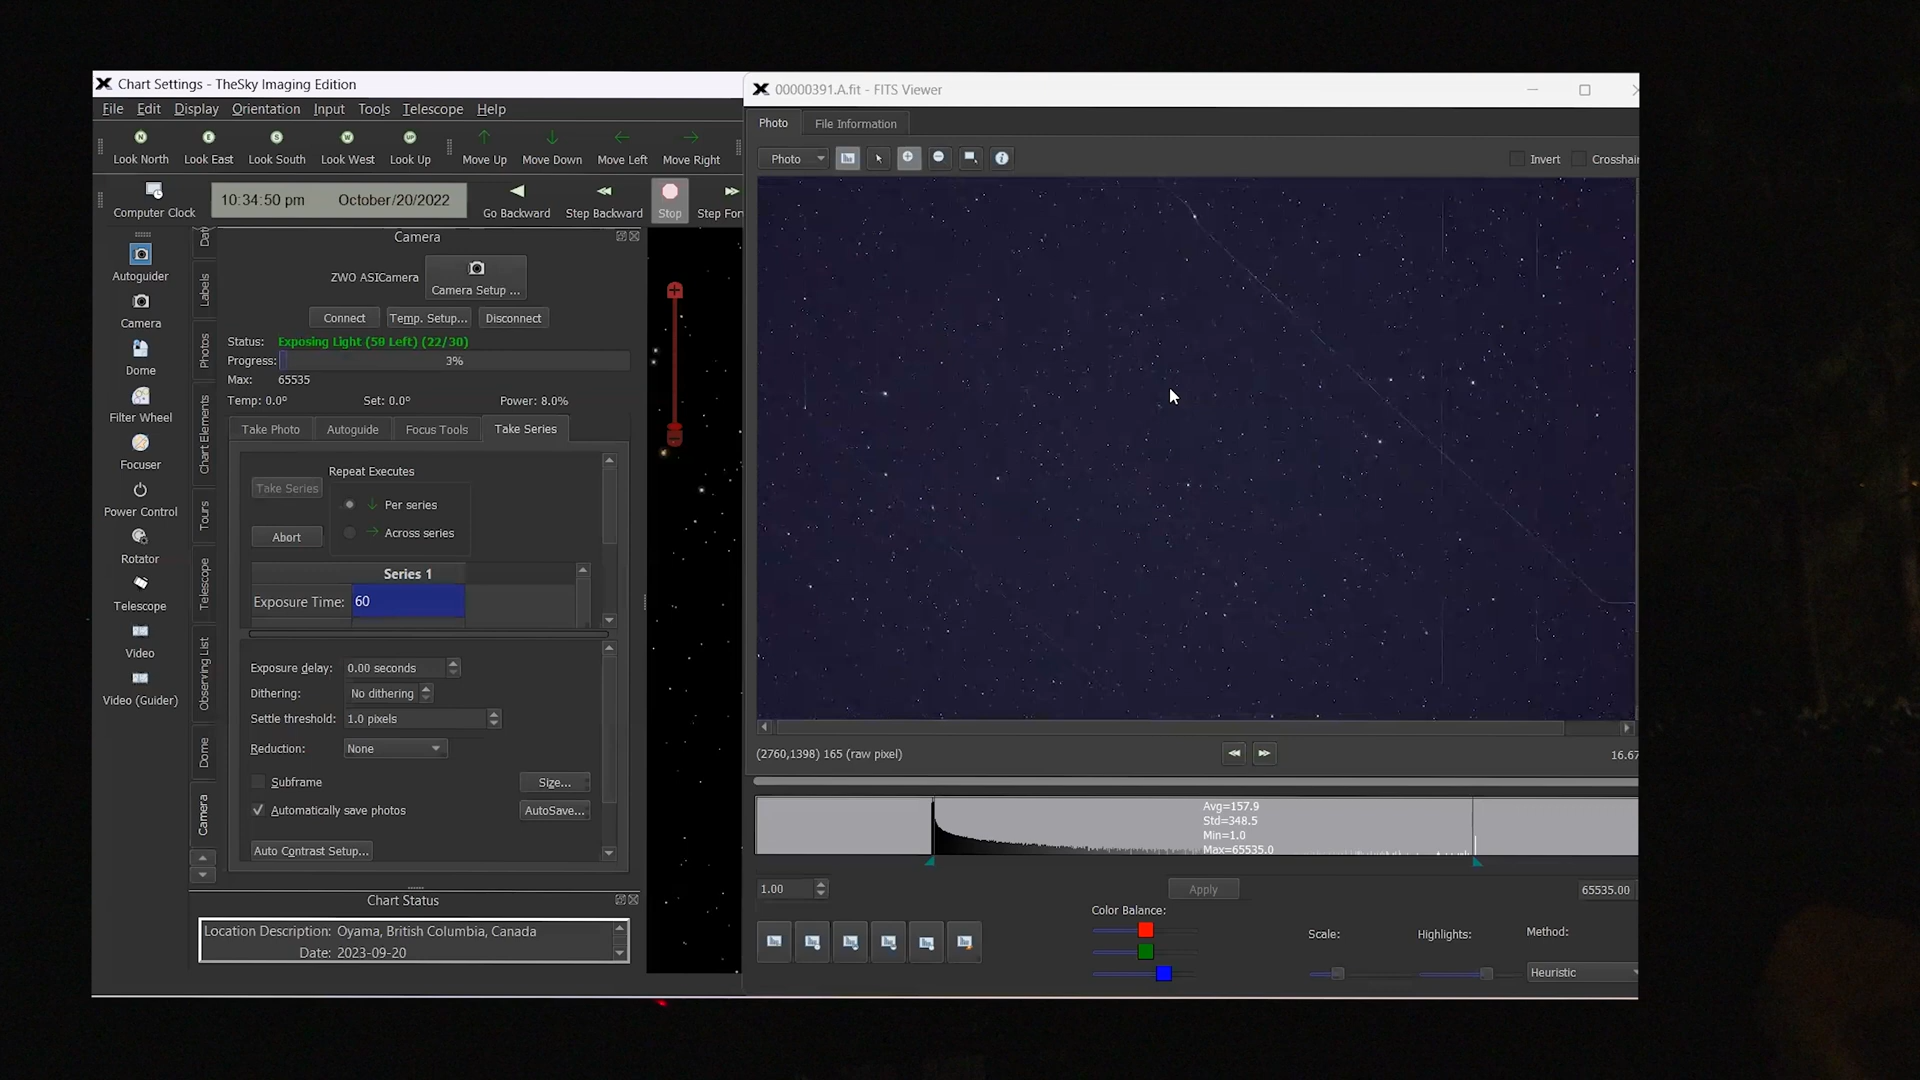 Chart Settings - TheSky Imaging Edition
File Edit Display Orientation Input Tools Telescope Help
N E S W UP
Look North Look East Look South Look West Look Up Move Up Move Down Move Left Move Right
Computer Clock 10:34:50 pm October/20/2022 Go Backward Step Backward Stop Step For
Autoguider
Camera
Dome
Filter Wheel
Focuser
Power Control
Rotator
Telescope
Video
Video (Guider)
Dat
Labels
Photos
Chart Elements
Tours
Telescope
Observing List
Dome
Camera
Camera
ZWO ASICamera Camera Setup ...
Connect Temp. Setup... Disconnect
Status: Exposing Light (59 Left) (22/30)
Progress: 3%
Max: 65535
Temp: 0.0° Set: 0.0° Power: 8.0%
Take Photo Autoguide Focus Tools Take Series
Repeat Executes
Take Series
Per series
Abort
Across series
Series 1
Exposure Time: 60
Exposure delay: 0.00 seconds
Dithering: No dithering
Settle threshold: 1.0 pixels
Reduction: None
Subframe Size...
Automatically save photos AutoSave...
Auto Contrast Setup...
Chart Status
Location Description: Oyama, British Columbia, Canada
Date: 2023-09-20
00000391.A.fit - FITS Viewer
Photo File Information
Photo Invert Crosshair
(2760,1398) 165 (raw pixel) 16.67
Avg=157.9
Std=348.5
Min=1.0
Max=65535.0
1.00 Apply 65535.00
Color Balance:
Scale: Highlights: Method:
Heuristic